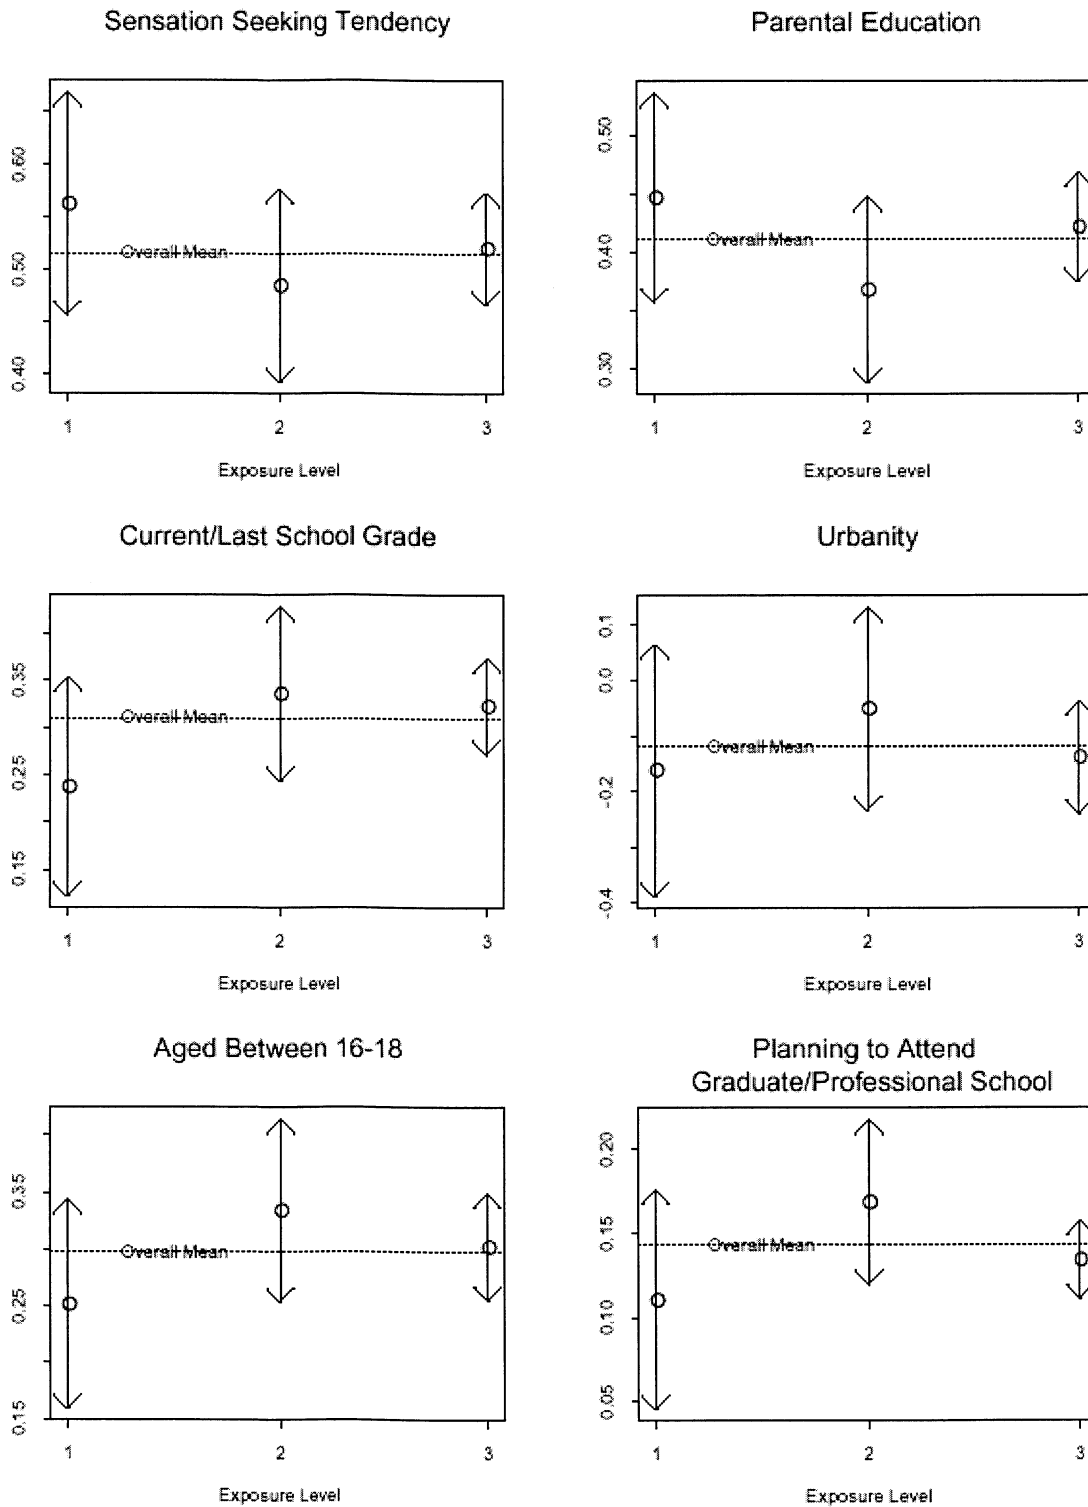 Sensation Seeking Tendency
0.60
0.50
0.40
Overall Mean
1 2 3
Exposure Level
Parental Education
0.50
0.40
0.30
Overall Mean
1 2 3
Exposure Level
Current/Last School Grade
0.35
0.25
0.15
Overall Mean
1 2 3
Exposure Level
Urbanity
0.1
0.0
-0.2
-0.4
Overall Mean
1 2 3
Exposure Level
Aged Between 16-18
0.35
0.25
0.15
Overall Mean
1 2 3
Exposure Level
Planning to Attend
Graduate/Professional School
0.20
0.15
0.10
0.05
Overall Mean
1 2 3
Exposure Level